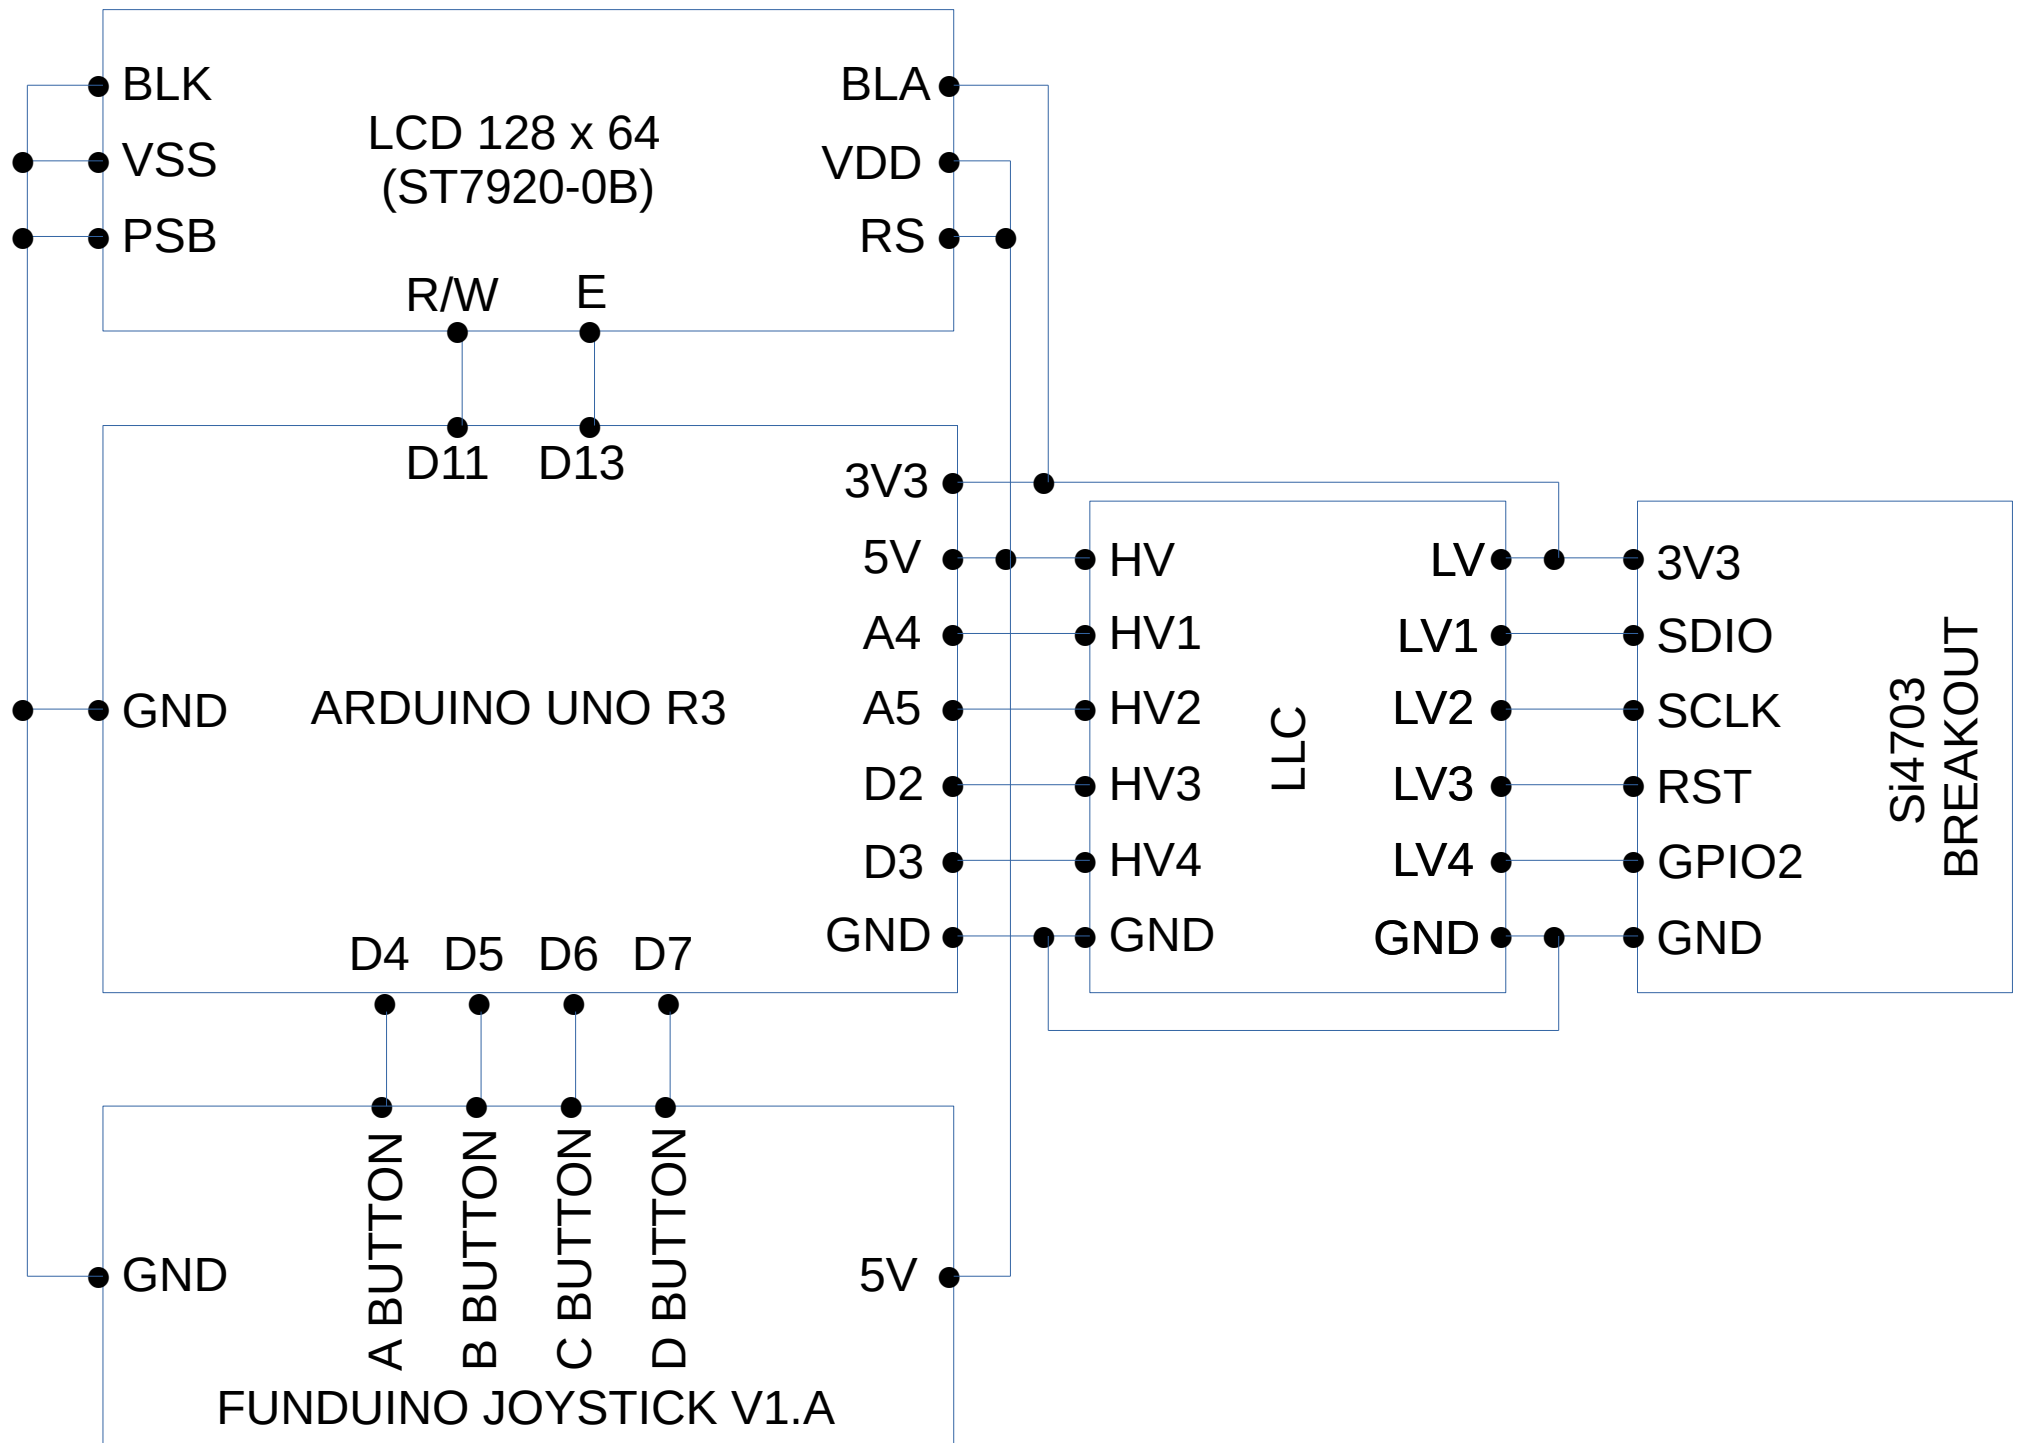 BLK
BLA
LCD 128 x 64
(ST7920-0B)
VSS
VDD
PSB
RS
R/W
E
D11
D13
3V3
5V
A4
A5
D2
D3
GND
GND
ARDUINO UNO R3
D4
D5
D6
D7
HV
HV1
HV2
HV3
HV4
GND
LLC
LV
LV1
LV2
LV3
LV4
GND
3V3
SDIO
SCLK
RST
GPIO2
GND
Si4703
BREAKOUT
A BUTTON
B BUTTON
C BUTTON
D BUTTON
GND
5V
FUNDUINO JOYSTICK V1.A